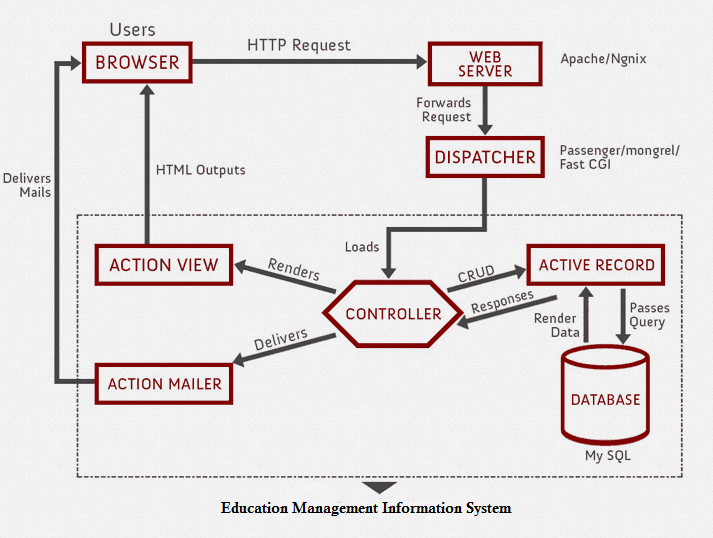 Users
BROWSER
HTTP Request
WEB
SERVER
Apache/Ngnix
Forwards
Request
DISPATCHER
Passenger/mongrel/
Fast CGI
Delivers
Mails
HTML Outputs
Loads
ACTION VIEW
Renders
CONTROLLER
CRUD
Responses
ACTIVE RECORD
Render
Data
Passes
Query
Delivers
ACTION MAILER
DATABASE
My SQL
Education Management Information System